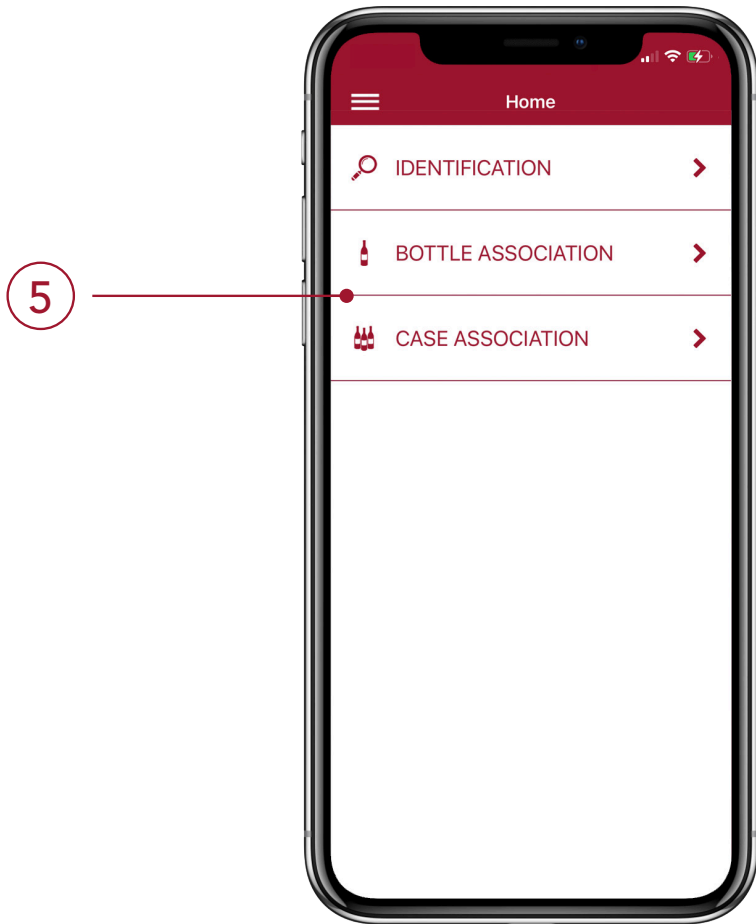 Home
IDENTIFICATION
BOTTLE ASSOCIATION
5
CASE ASSOCIATION